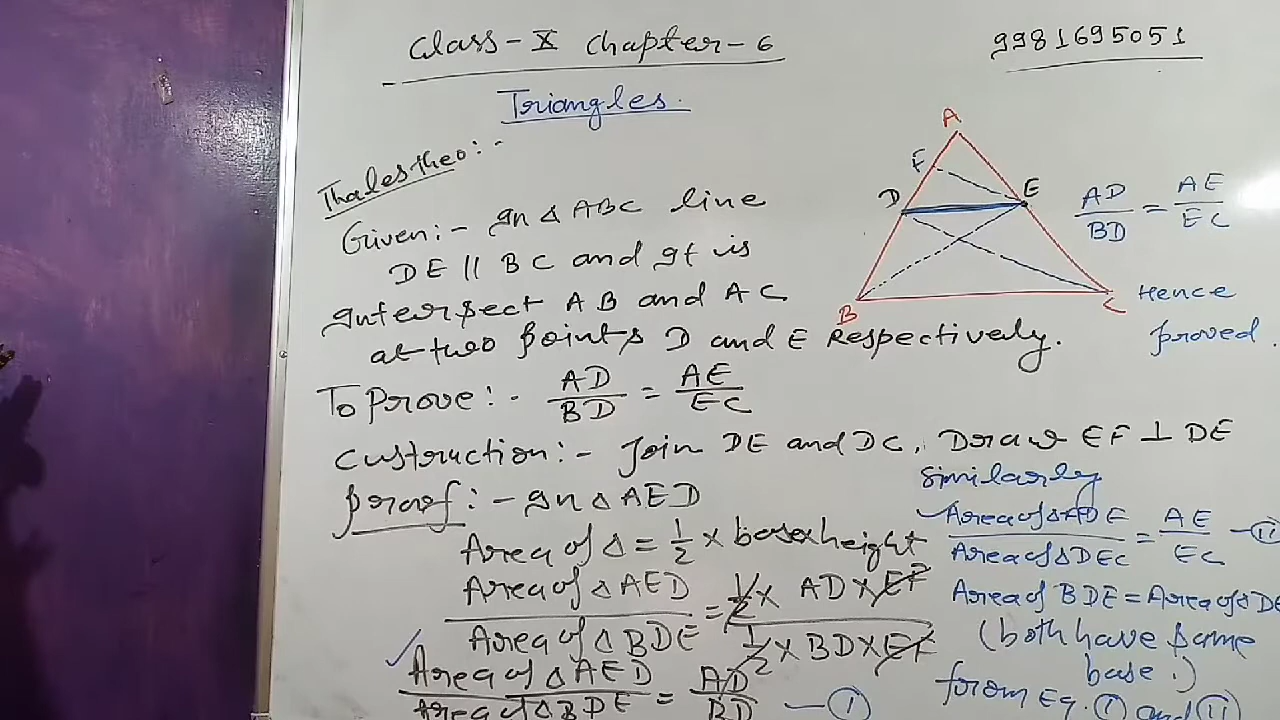 Class-X Chapter-6
9981695051
Triangles.
Thales theo:-
Given:- In Δ ABC line
DE || BC and It is
Intersect AB and AC
at two points D and E Respectively.
To Prove:- AD/BD = AE/EC
Custruction:- Join DE and DC, Draw EF ⊥ DE
Proof:- In Δ AED
Area of Δ = 1/2 × base × height
Area of Δ AED / Area of Δ BDE = 1/2 × AD × EF / 1/2 × BD × EF
✓ Area of Δ AED / Area of Δ BDE = AD/BD — (I)
A
F
D
E
B
C
AD/BD = AE/EC
Hence
proved.
Similarly
Area of Δ ADE / Area of Δ DEC = AE/EC — (II)
Area of BDE = Area of Δ DE
(both have same
base.)
from Eq. (I) and (II)